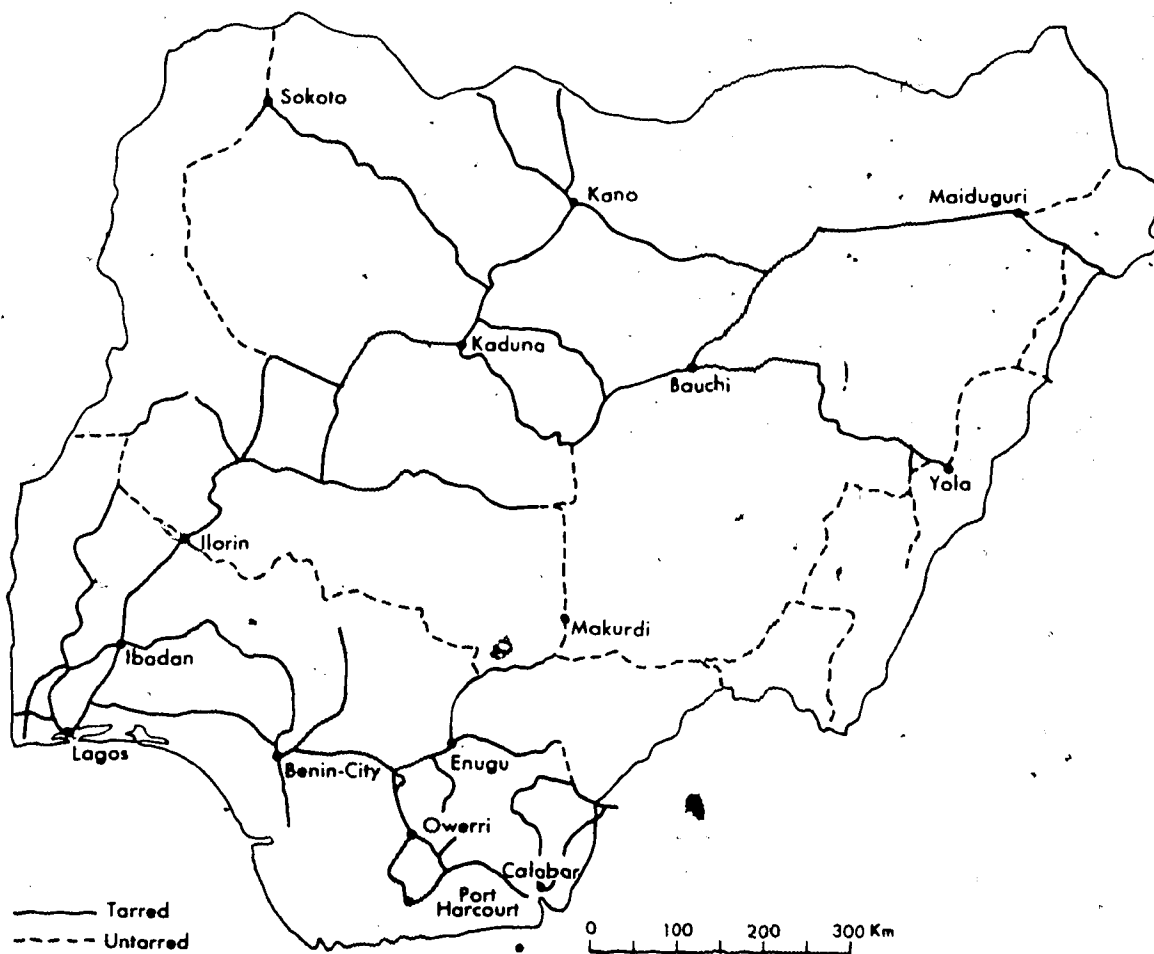 Sokoto
Kano
Maiduguri
Kaduna
Bauchi
Yola
Ilorin
Makurdi
Ibadan
Lagos
Benin-City
Enugu
Owerri
Calabar
Port
Harcourt
Tarred
Untarred
0 100 200 300 Km